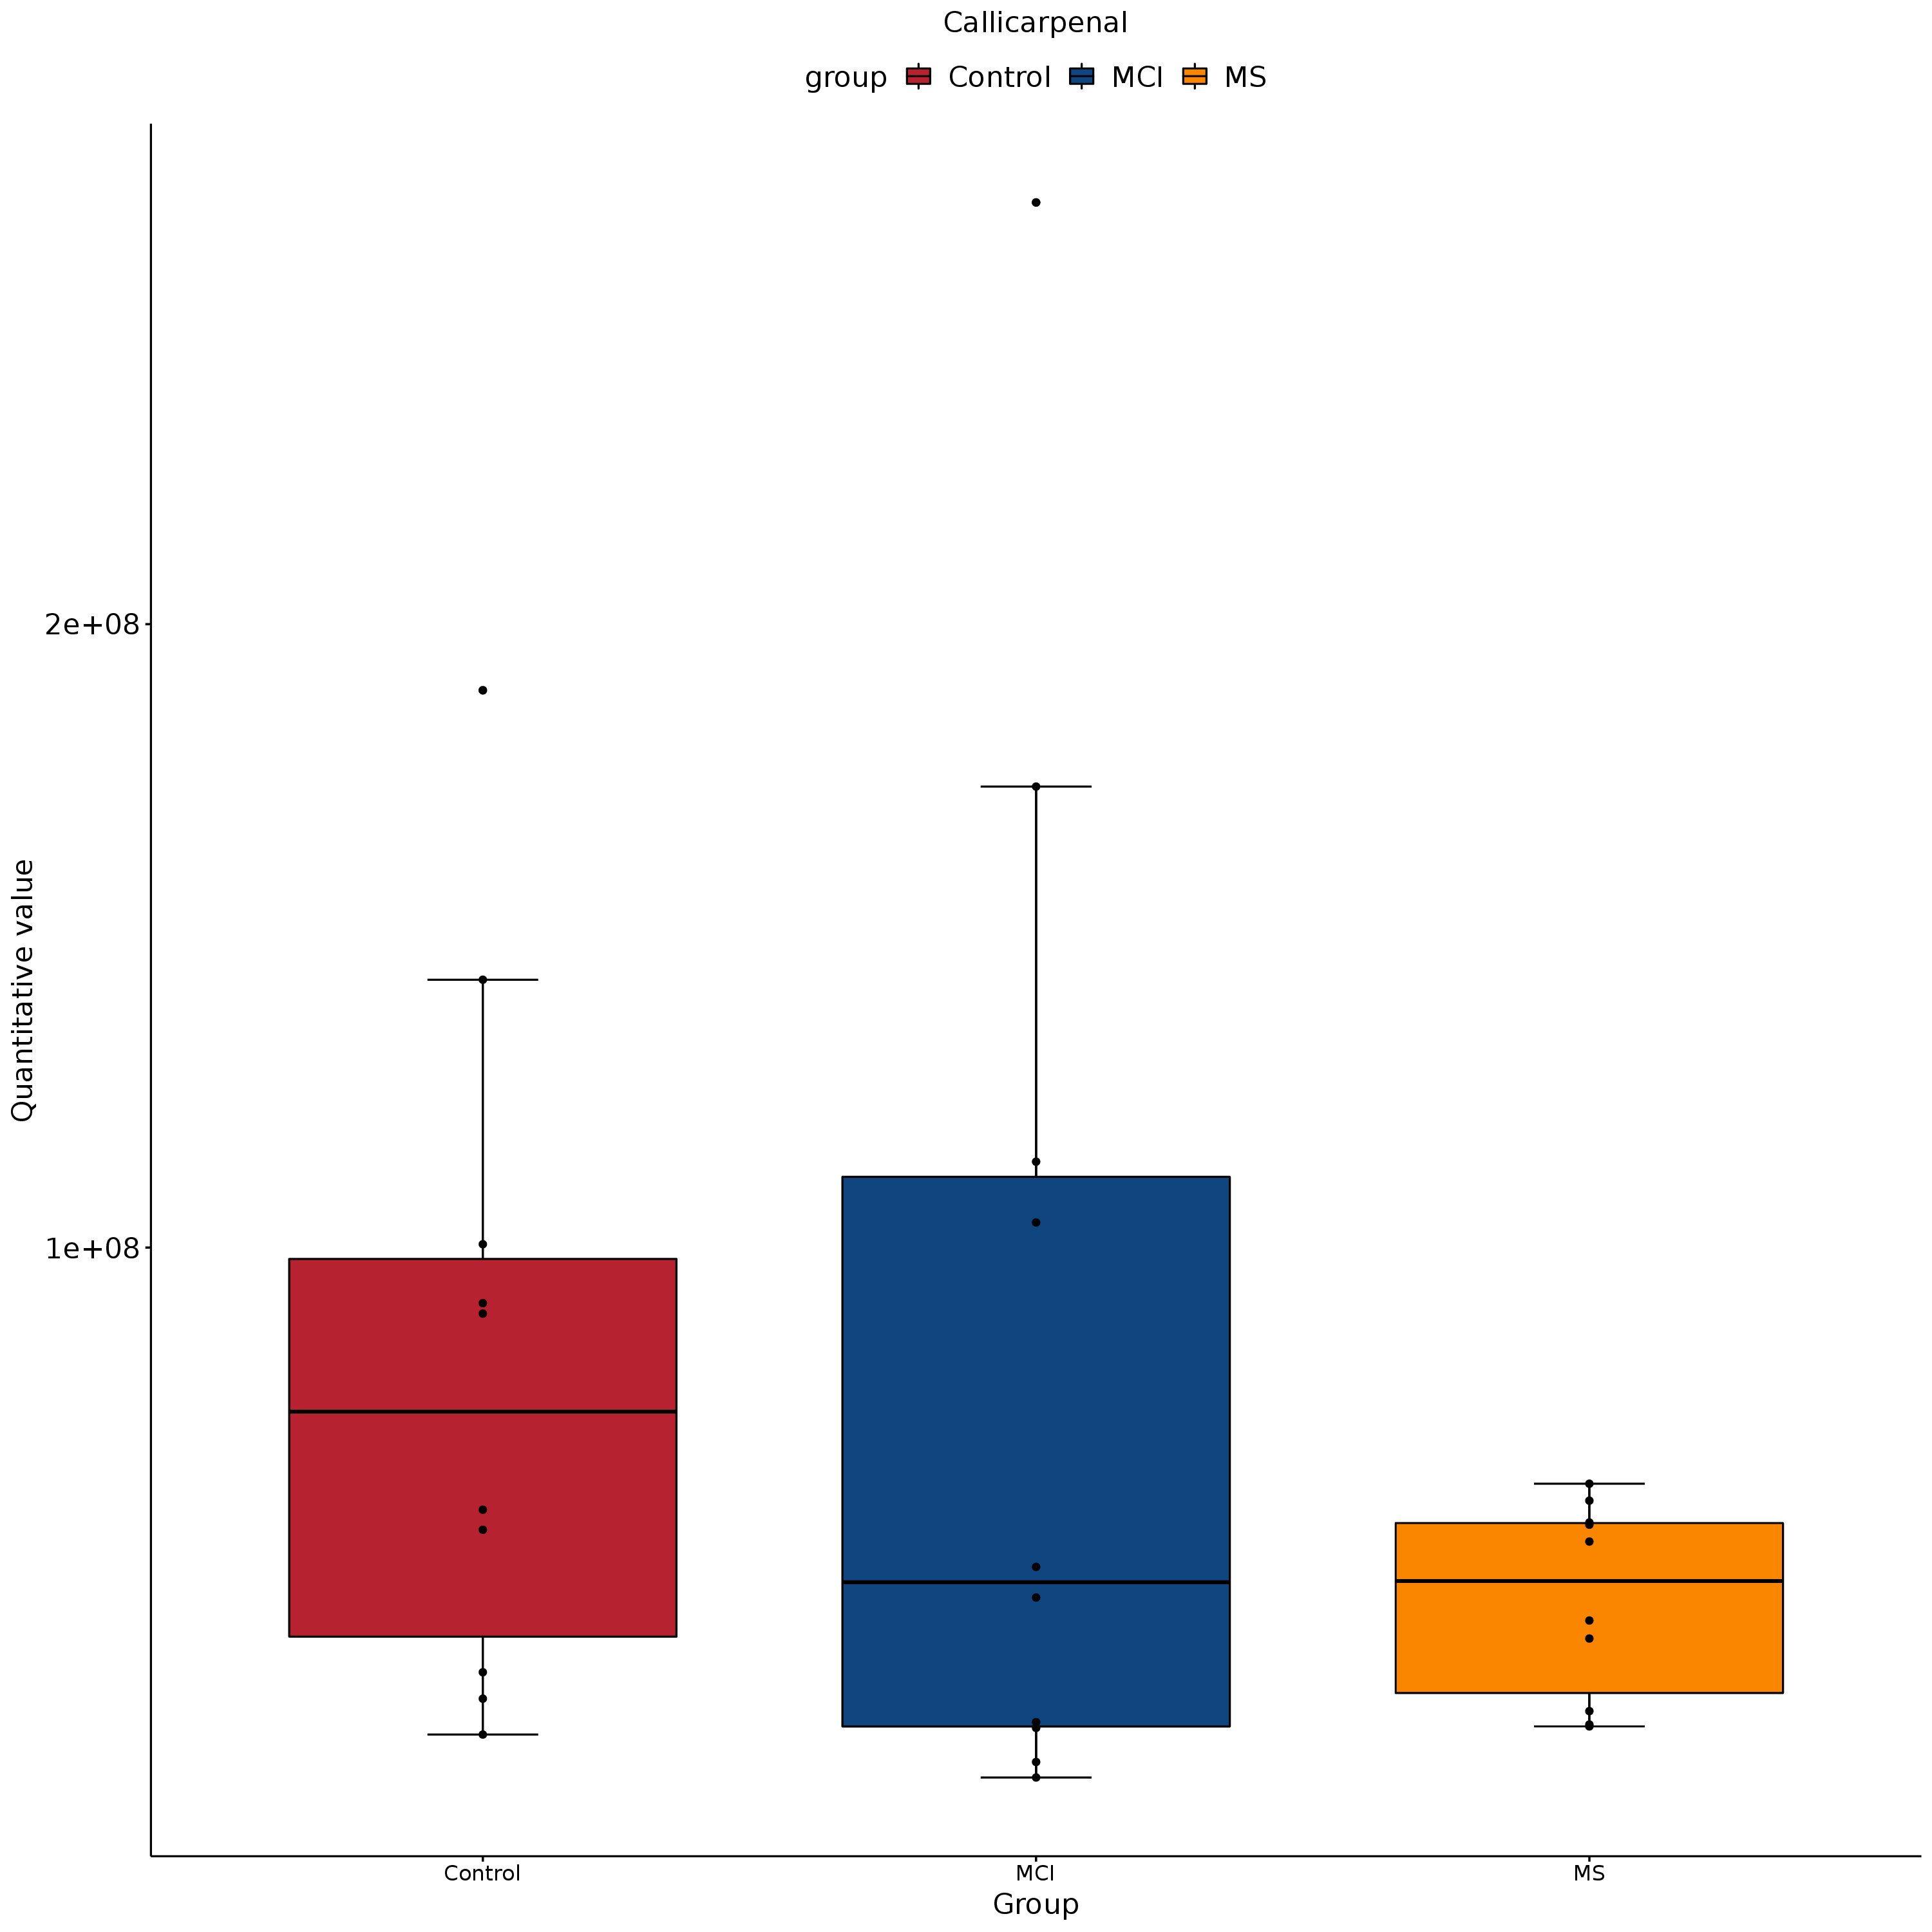 Callicarpenal
group Control MCI MS
2e+08
1e+08
Quantitative value
Control MCI MS
Group